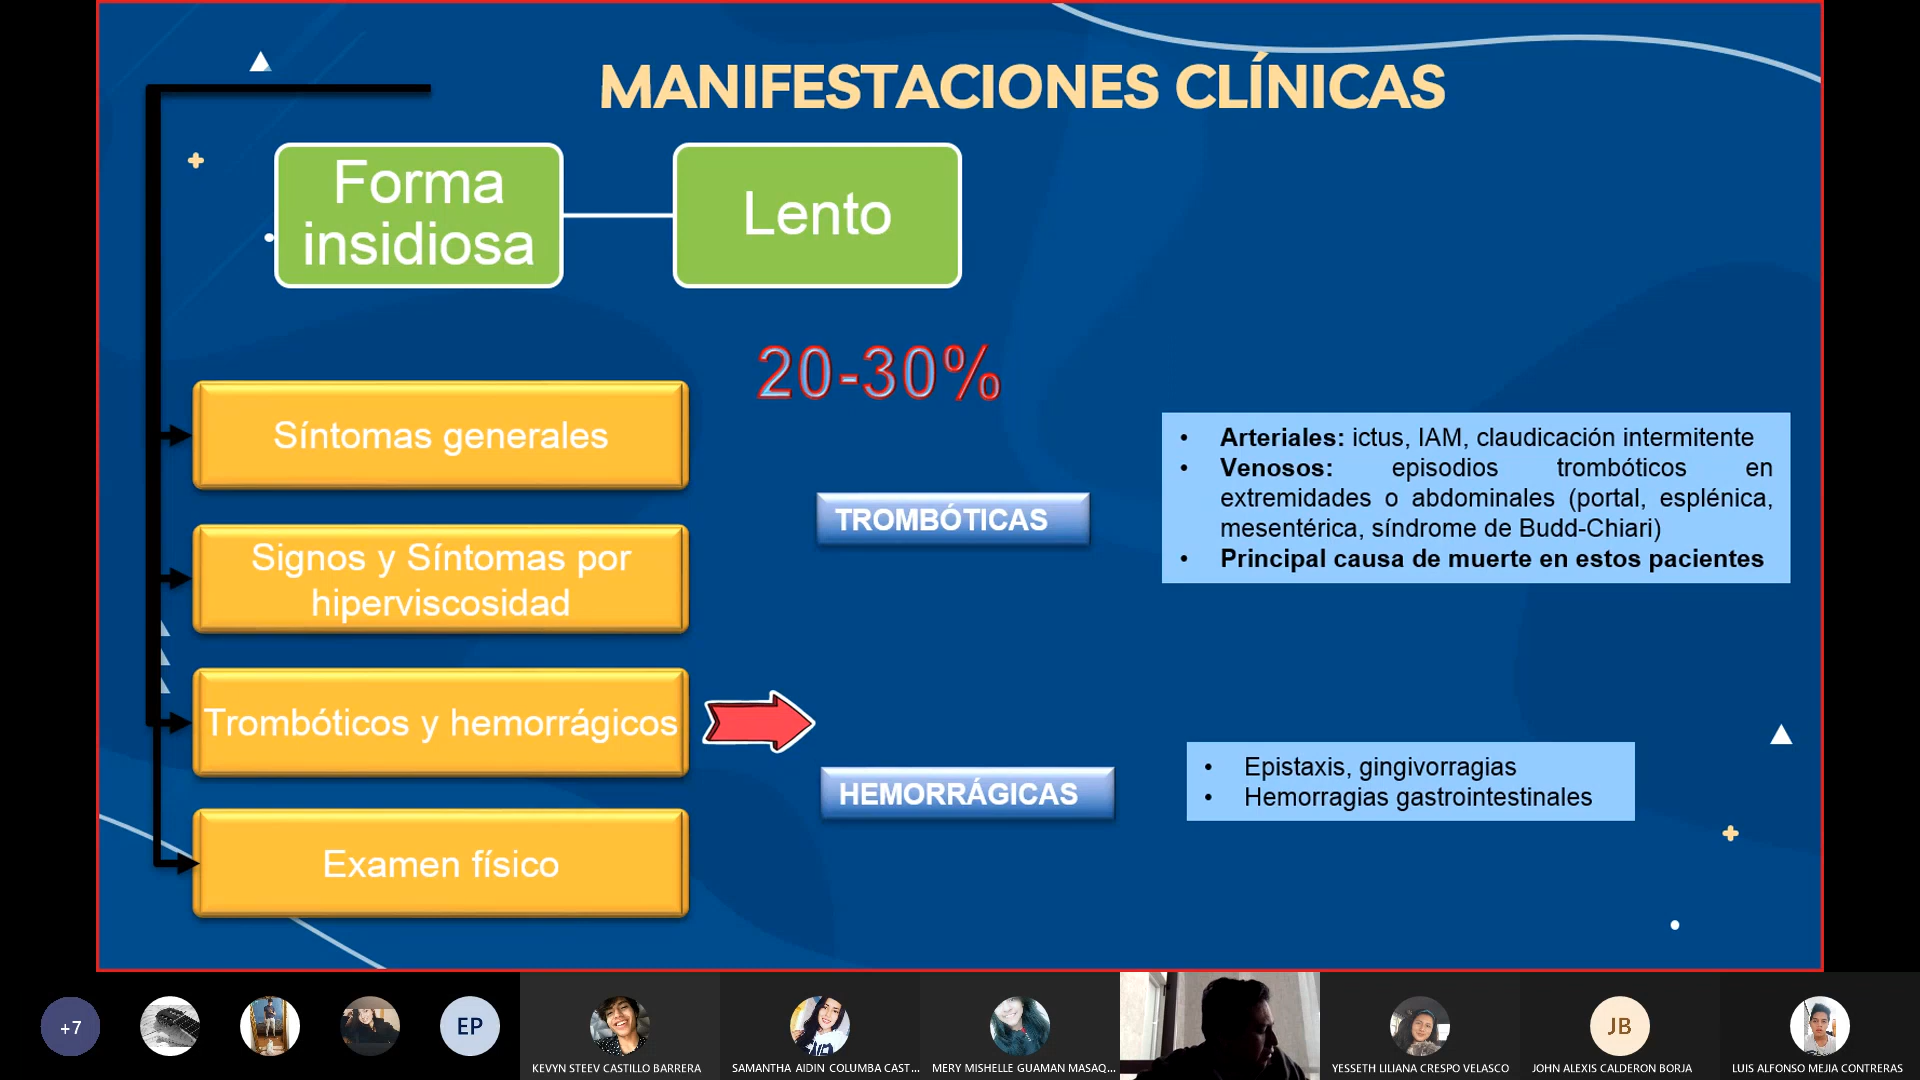 MANIFESTACIONES CLÍNICAS
Forma
insidiosa
Lento
20-30%
Síntomas generales
Signos y Síntomas por
hiperviscosidad
Trombóticos y hemorrágicos
Examen físico
TROMBÓTICAS
• Arteriales: ictus, IAM, claudicación intermitente
• Venosos: episodios trombóticos en
extremidades o abdominales (portal, esplénica,
mesentérica, síndrome de Budd-Chiari)
• Principal causa de muerte en estos pacientes
HEMORRÁGICAS
• Epistaxis, gingivorragias
• Hemorragias gastrointestinales
+7
EP
KEVYN STEEV CASTILLO BARRERA
SAMANTHA AIDIN COLUMBA CAST...
MERY MISHELLE GUAMAN MASAQ...
YESSETH LILIANA CRESPO VELASCO
JB
JOHN ALEXIS CALDERON BORJA
LUIS ALFONSO MEJIA CONTRERAS